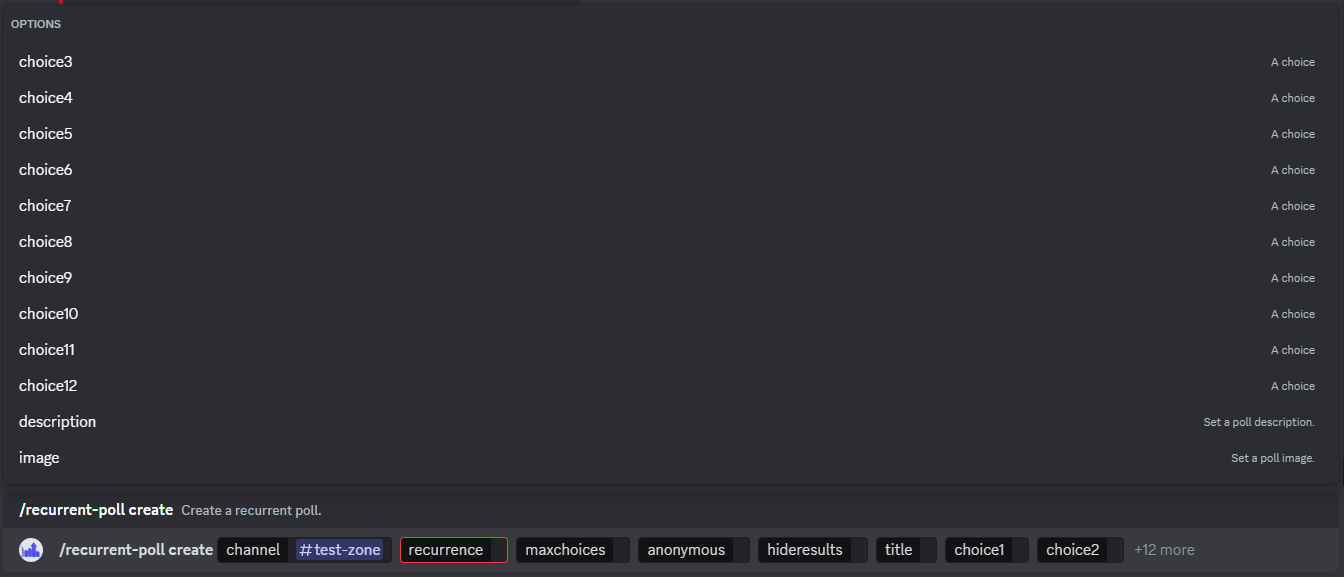 OPTIONS
choice3 A choice
choice4 A choice
choice5 A choice
choice6 A choice
choice7 A choice
choice8 A choice
choice9 A choice
choice10 A choice
choice11 A choice
choice12 A choice
description Set a poll description.
image Set a poll image.
/recurrent-poll create Create a recurrent poll.
/recurrent-poll create channel #test-zone recurrence maxchoices anonymous hideresults title choice1 choice2 +12 more